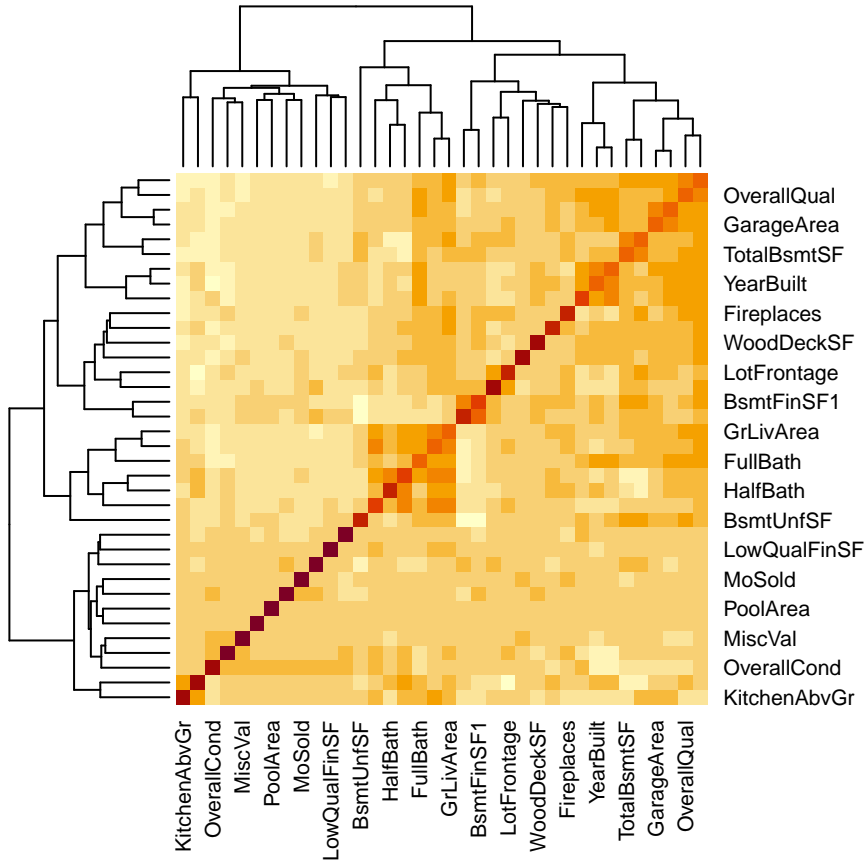 OverallQual
GarageArea
TotalBsmtSF
YearBuilt
Fireplaces
WoodDeckSF
LotFrontage
BsmtFinSF1
GrLivArea
FullBath
HalfBath
BsmtUnfSF
LowQualFinSF
MoSold
PoolArea
MiscVal
OverallCond
KitchenAbvGr
KitchenAbvGr
OverallCond
MiscVal
PoolArea
MoSold
LowQualFinSF
BsmtUnfSF
HalfBath
FullBath
GrLivArea
BsmtFinSF1
LotFrontage
WoodDeckSF
Fireplaces
YearBuilt
TotalBsmtSF
GarageArea
OverallQual